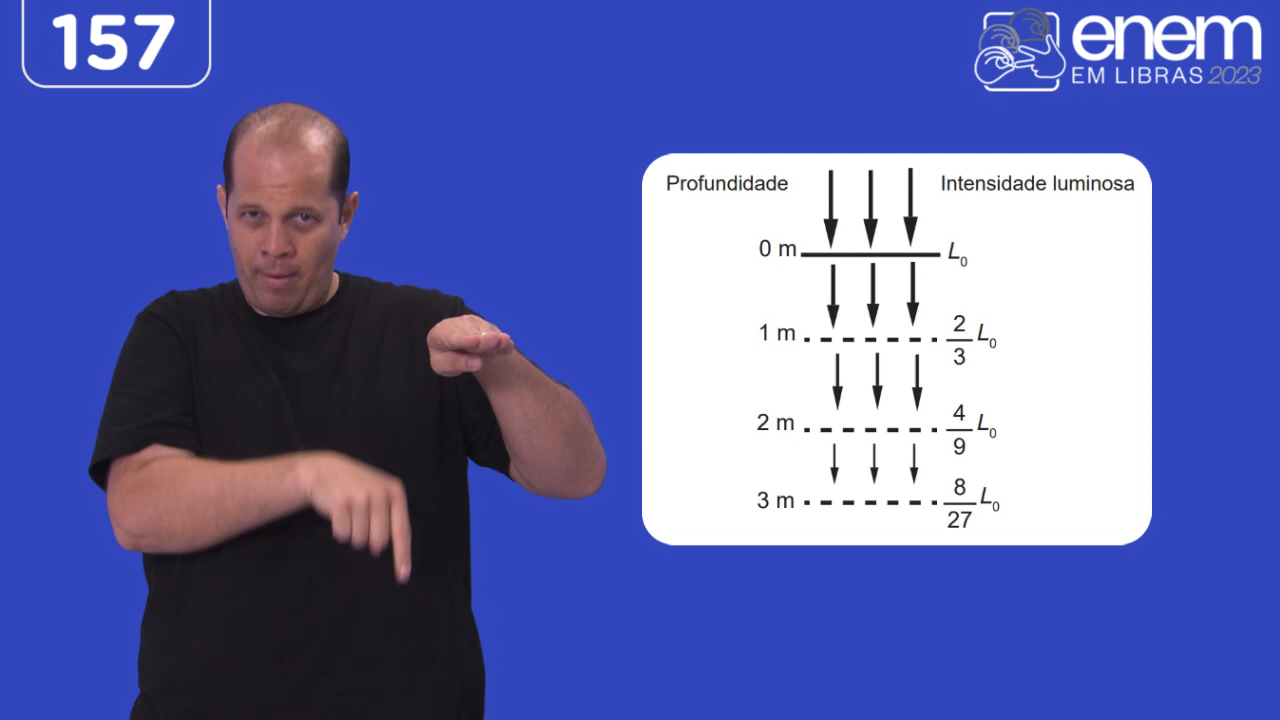 157
enem
EM LIBRAS 2023
Profundidade
Intensidade luminosa
0 m L₀
1 m 2/3 L₀
2 m 4/9 L₀
3 m 8/27 L₀